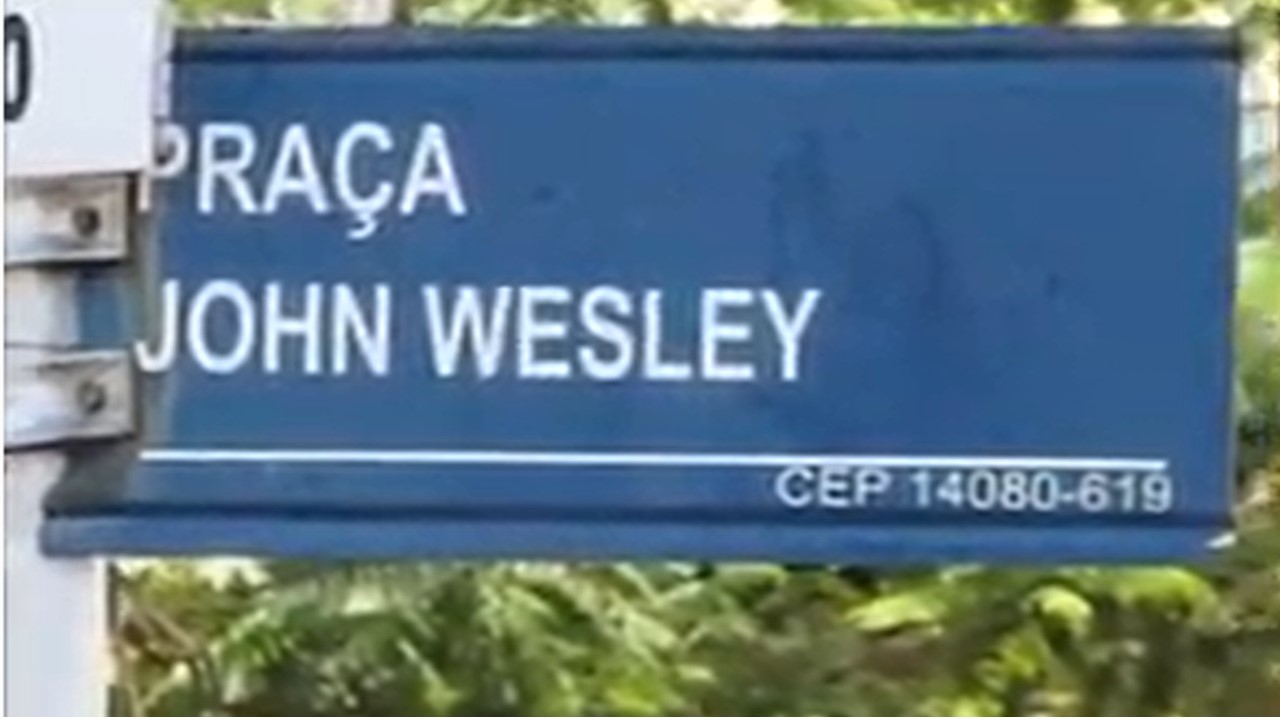 PRAÇA
JOHN WESLEY
CEP 14080-619